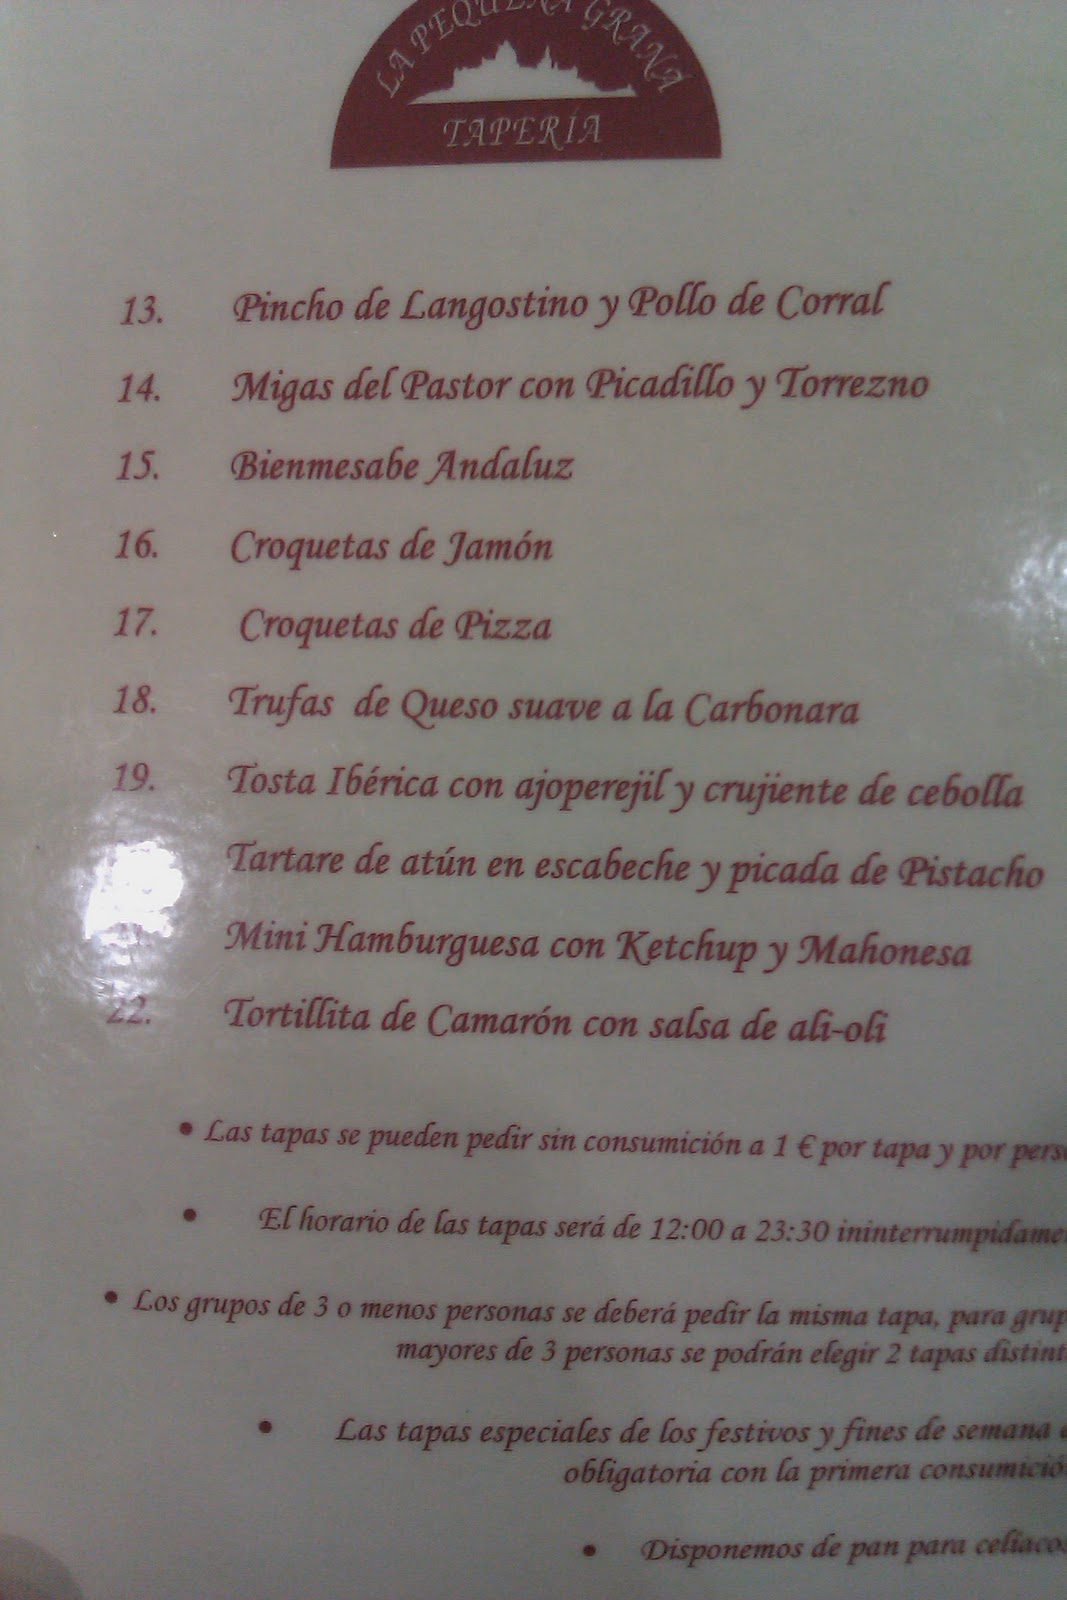 LA PEQUEÑA GRANÁ
TAPERÍA
13. Pincho de Langostino y Pollo de Corral
14. Migas del Pastor con Picadillo y Torrezno
15. Bienmesabe Andaluz
16. Croquetas de Jamón
17. Croquetas de Pizza
18. Trufas de Queso suave a la Carbonara
19. Tosta Ibérica con ajoperejil y crujiente de cebolla
Tartare de atún en escabeche y picada de Pistacho
Mini Hamburguesa con Ketchup y Mahonesa
22. Tortillita de Camarón con salsa de ali-oli
• Las tapas se pueden pedir sin consumición a 1 € por tapa y por
• El horario de las tapas será de 12:00 a 23:30
• Los grupos de 3 o menos personas se deberá pedir la misma tapa, para
mayores de 3 personas se podrán elegir 2 tapas
• Las tapas especiales de los festivos y fines de semana
obligatoria con la primera
• Disponemos de pan para